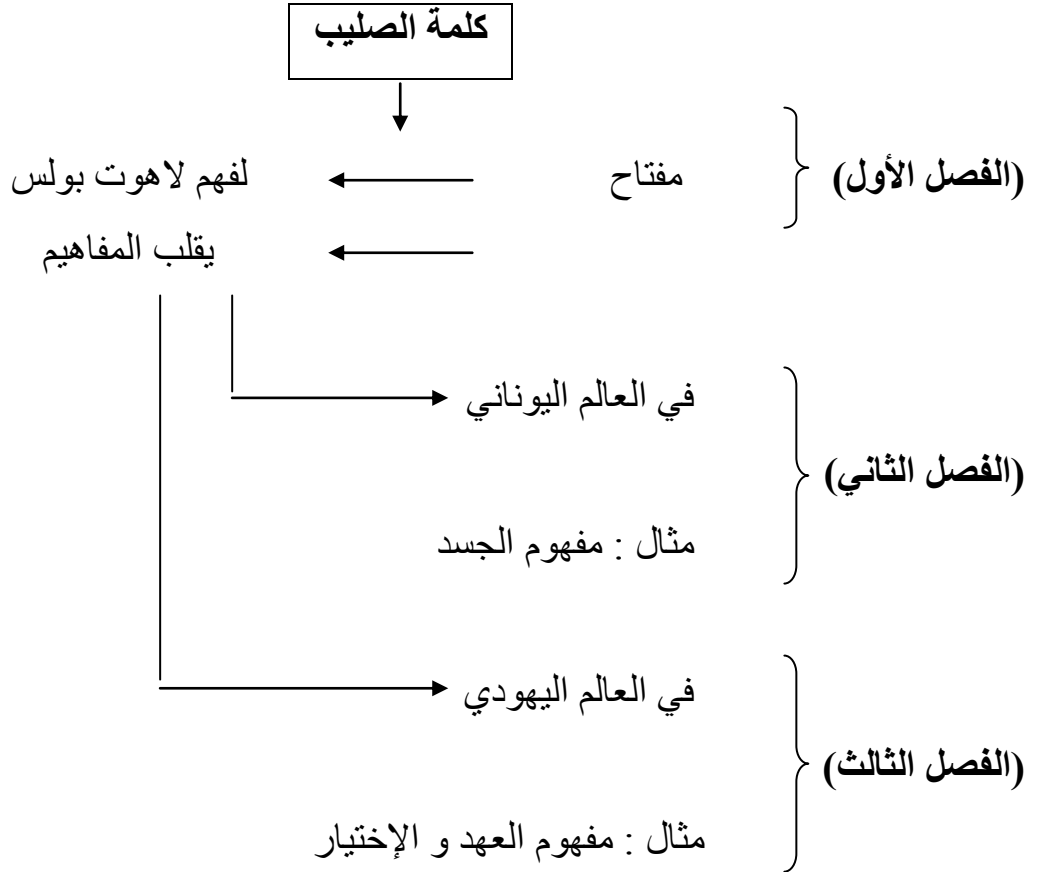 كلمة الصليب
(الفصل الأول) مفتاح لفهم لاهوت بولس
يقلب المفاهيم
في العالم اليوناني
(الفصل الثاني)
مثال : مفهوم الجسد
في العالم اليهودي
(الفصل الثالث)
مثال : مفهوم العهد و الإختيار